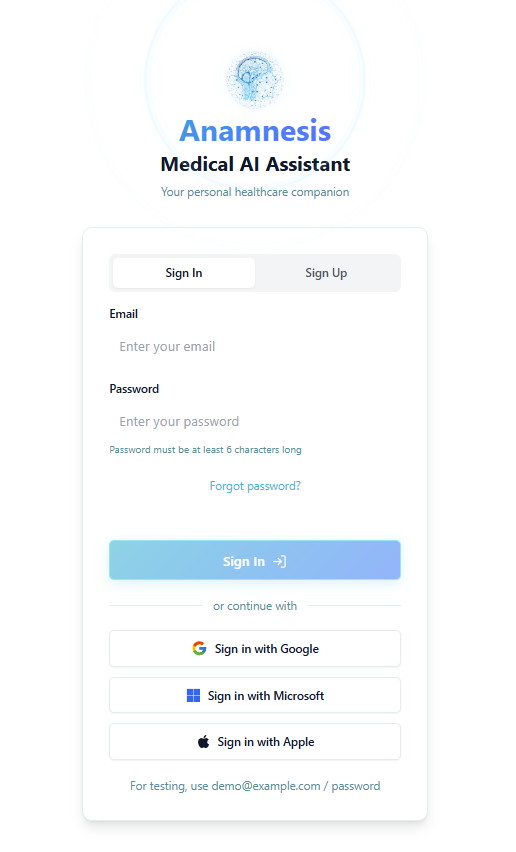 Anamnesis
Medical AI Assistant
Your personal healthcare companion
Sign In
Sign Up
Email
Enter your email
Password
Enter your password
Password must be at least 6 characters long
Forgot password?
Sign In
or continue with
Sign in with Google
Sign in with Microsoft
Sign in with Apple
For testing, use demo@example.com / password